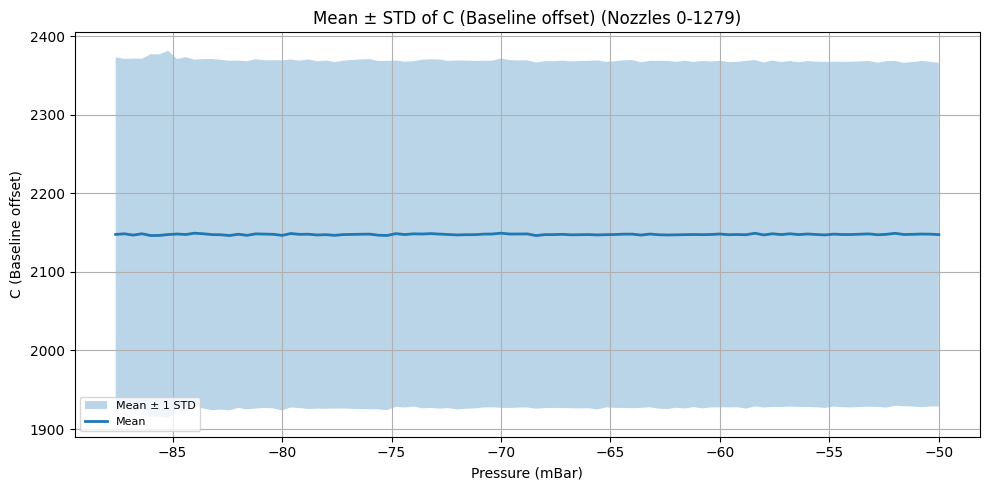 Mean ± STD of C (Baseline offset) (Nozzles 0-1279)
C (Baseline offset)
2400
2300
2200
2100
2000
1900
Mean ± 1 STD
Mean
−85 −80 −75 −70 −65 −60 −55 −50
Pressure (mBar)